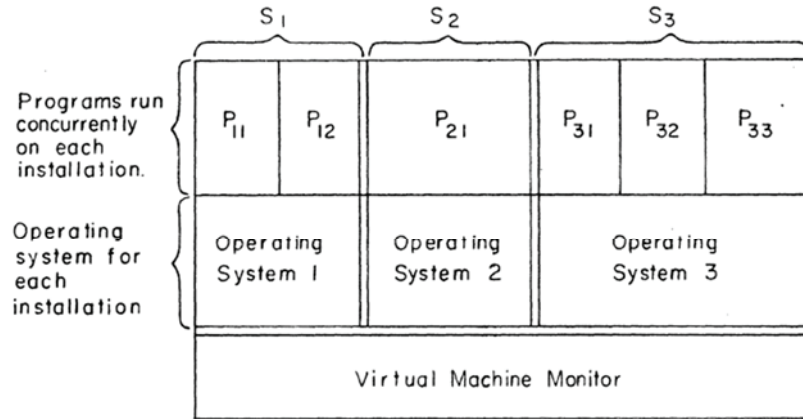 S1 S2 S3
Programs run
concurrently
on each
installation.
P11 P12 P21 P31 P32 P33
Operating
system for
each
installation
Operating
System 1
Operating
System 2
Operating
System 3
Virtual Machine Monitor